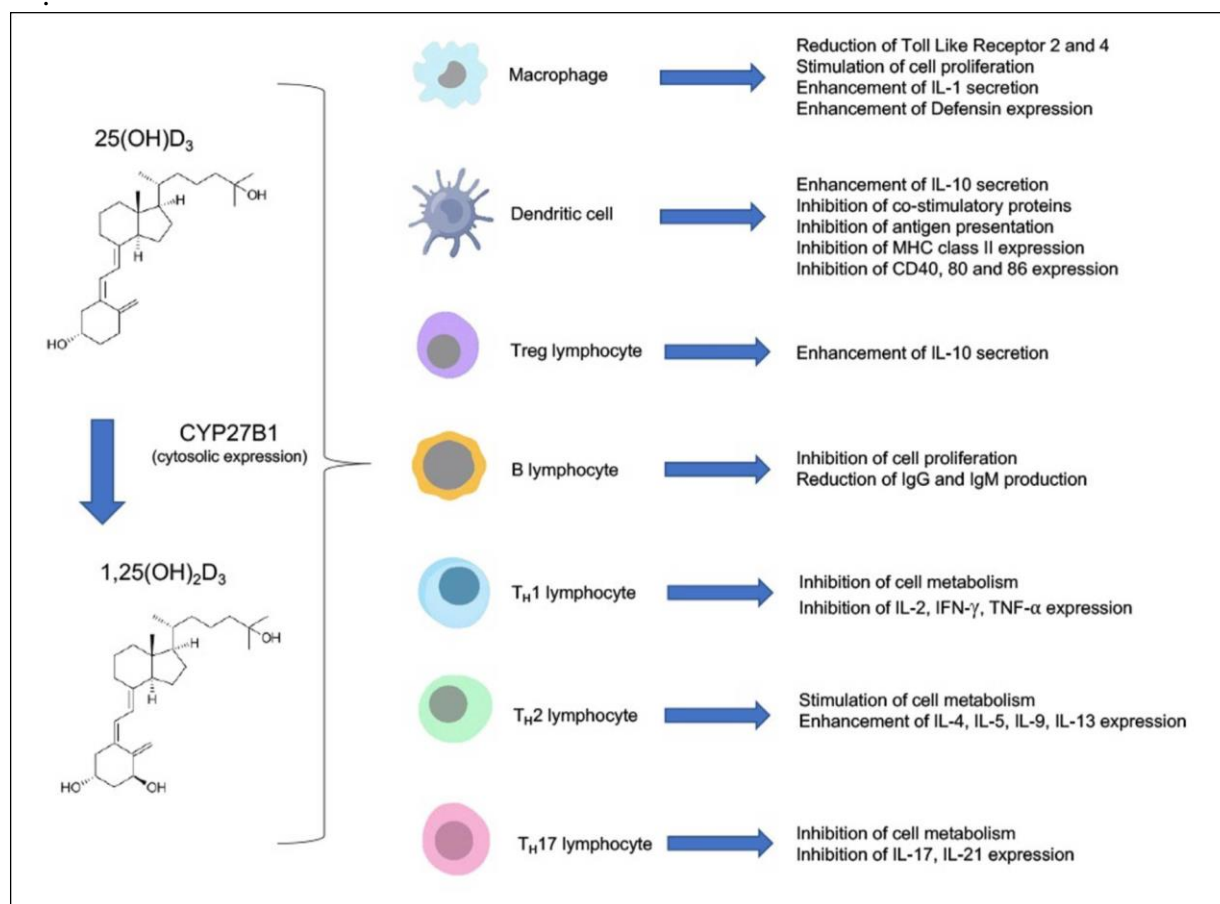 25(OH)D₃
OH
H
H
HO
CYP27B1
(cytosolic expression)
1,25(OH)₂D₃
OH
H
H
HO
OH
Macrophage
Reduction of Toll Like Receptor 2 and 4
Stimulation of cell proliferation
Enhancement of IL-1 secretion
Enhancement of Defensin expression
Dendritic cell
Enhancement of IL-10 secretion
Inhibition of co-stimulatory proteins
Inhibition of antigen presentation
Inhibition of MHC class II expression
Inhibition of CD40, 80 and 86 expression
Treg lymphocyte
Enhancement of IL-10 secretion
B lymphocyte
Inhibition of cell proliferation
Reduction of IgG and IgM production
T_H1 lymphocyte
Inhibition of cell metabolism
Inhibition of IL-2, IFN-γ, TNF-α expression
T_H2 lymphocyte
Stimulation of cell metabolism
Enhancement of IL-4, IL-5, IL-9, IL-13 expression
T_H17 lymphocyte
Inhibition of cell metabolism
Inhibition of IL-17, IL-21 expression